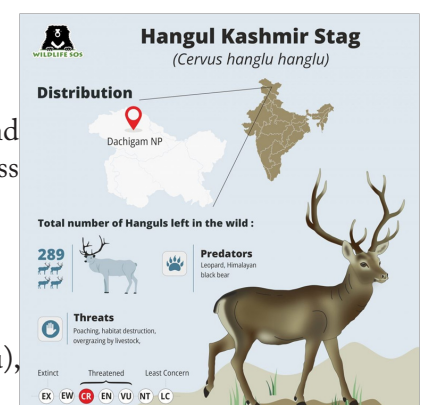 WILDLIFE SOS
Hangul Kashmir Stag
(Cervus hanglu hanglu)
Distribution
nd
ss
Dachigam NP
Total number of Hanguls left in the wild :
289
Predators
Leopard, Himalayan
black bear
Threats
Poaching, habitat destruction,
overgrazing by livestock,
),
Extinct Threatened Least Concern
EX EW CR EN VU NT LC